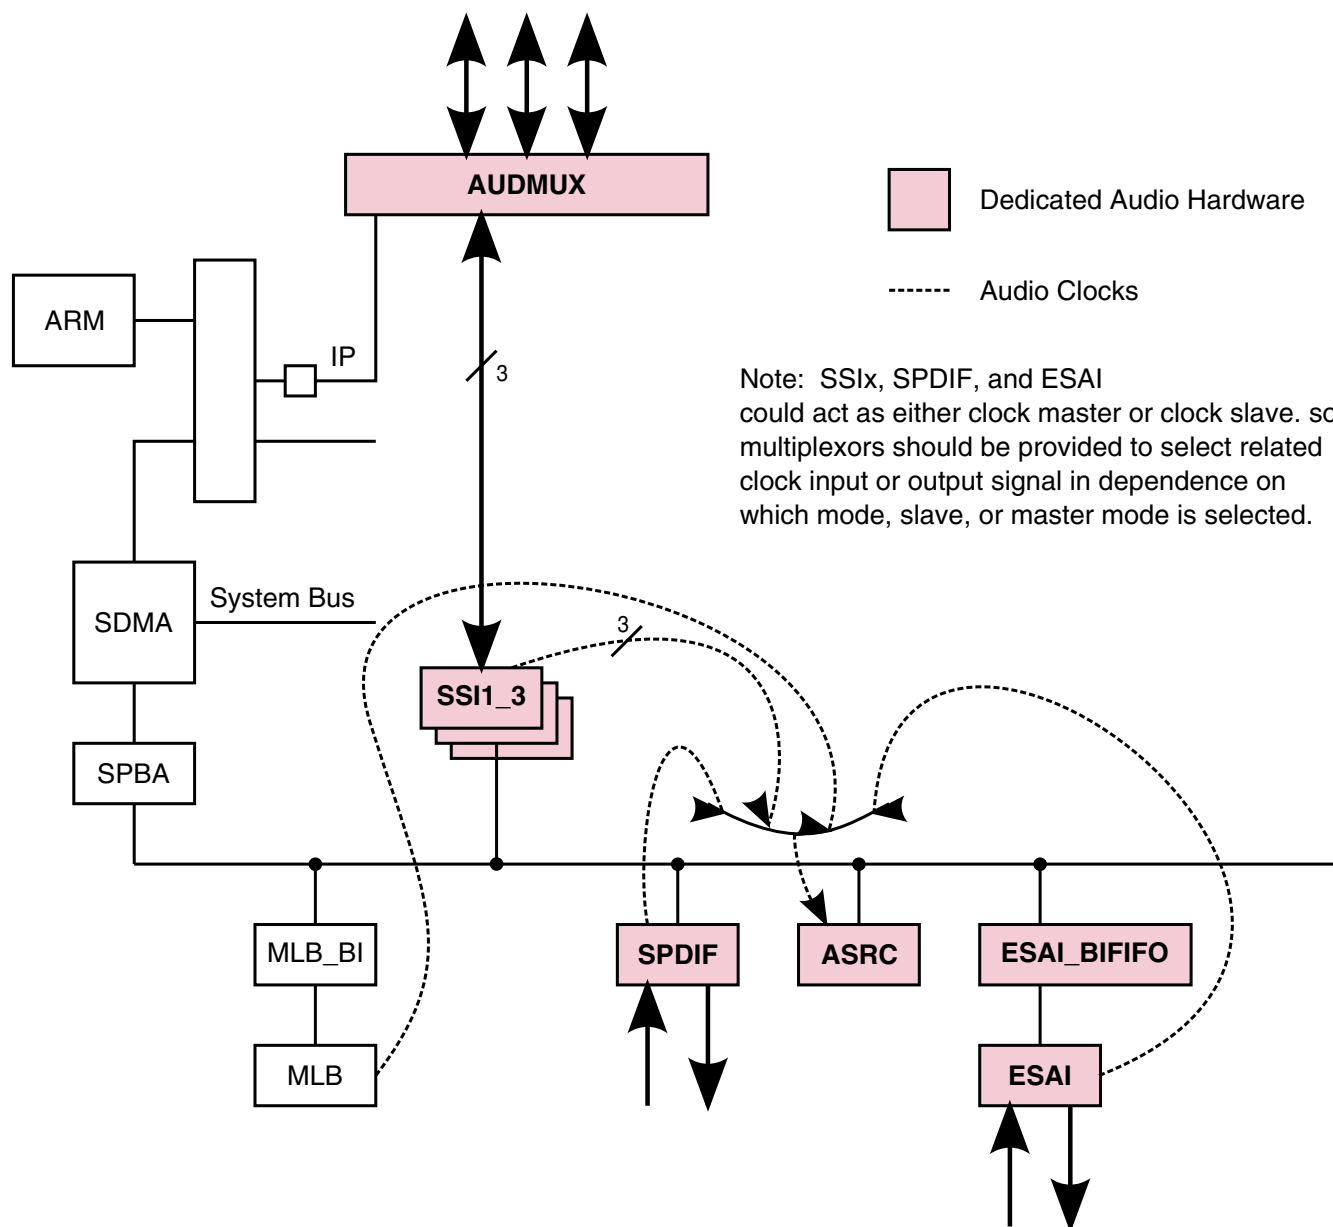 AUDMUX
Dedicated Audio Hardware
ARM
Audio Clocks
IP
3
Note: SSIx, SPDIF, and ESAI
could act as either clock master or clock slave. so
multiplexors should be provided to select related
clock input or output signal in dependence on
which mode, slave, or master mode is selected.
SDMA
System Bus
3
SSI1_3
SPBA
MLB_BI
SPDIF
ASRC
ESAI_BIFIFO
MLB
ESAI